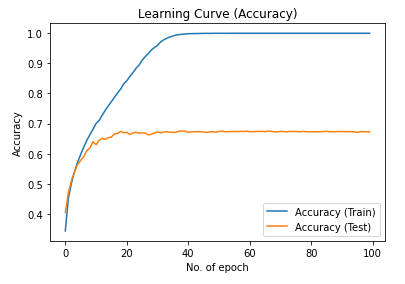 Learning Curve (Accuracy)
1.0
0.9
0.8
0.7
0.6
0.5
0.4
Accuracy
0 20 40 60 80 100
No. of epoch
Accuracy (Train)
Accuracy (Test)